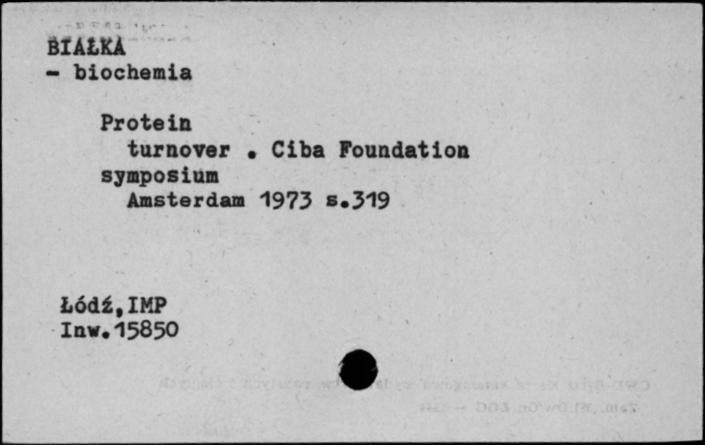 BIAŁKA
- biochemia
Protein
turnover . Ciba Foundation
symposium
Amsterdam 1973 s.319
Łódź,IMP
Inw.15850